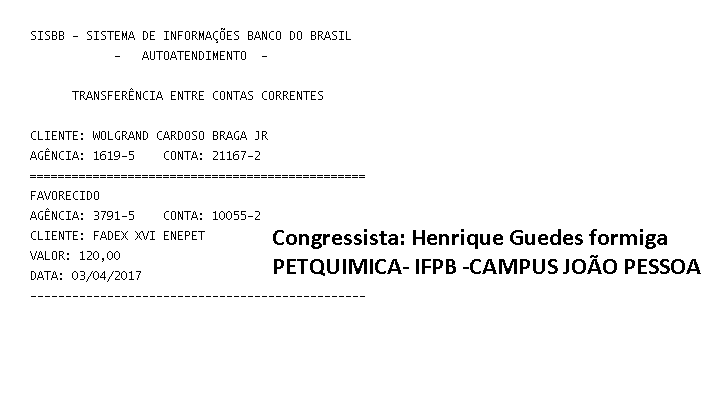 SISBB - SISTEMA DE INFORMAÇÕES BANCO DO BRASIL
- AUTOATENDIMENTO -
TRANSFERÊNCIA ENTRE CONTAS CORRENTES
CLIENTE: WOLGRAND CARDOSO BRAGA JR
AGÊNCIA: 1619-5 CONTA: 21167-2
================================================
FAVORECIDO
AGÊNCIA: 3791-5 CONTA: 10055-2
CLIENTE: FADEX XVI ENEPET
VALOR: 120,00
DATA: 03/04/2017
------------------------------------------------
Congressista: Henrique Guedes formiga
PETQUIMICA- IFPB -CAMPUS JOÃO PESSOA